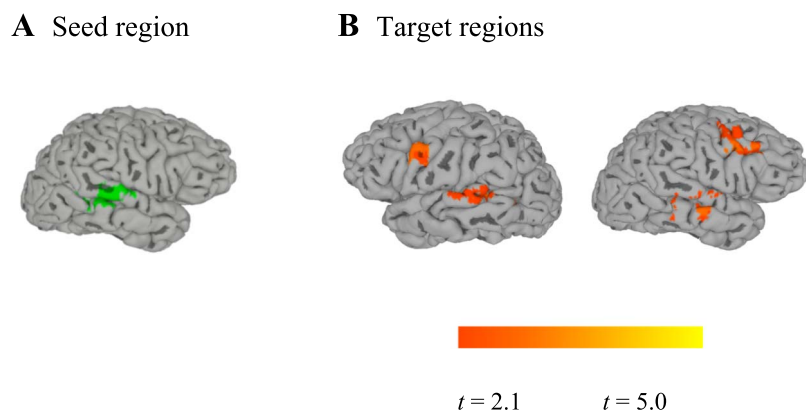 A Seed region
B Target regions
t = 2.1
t = 5.0